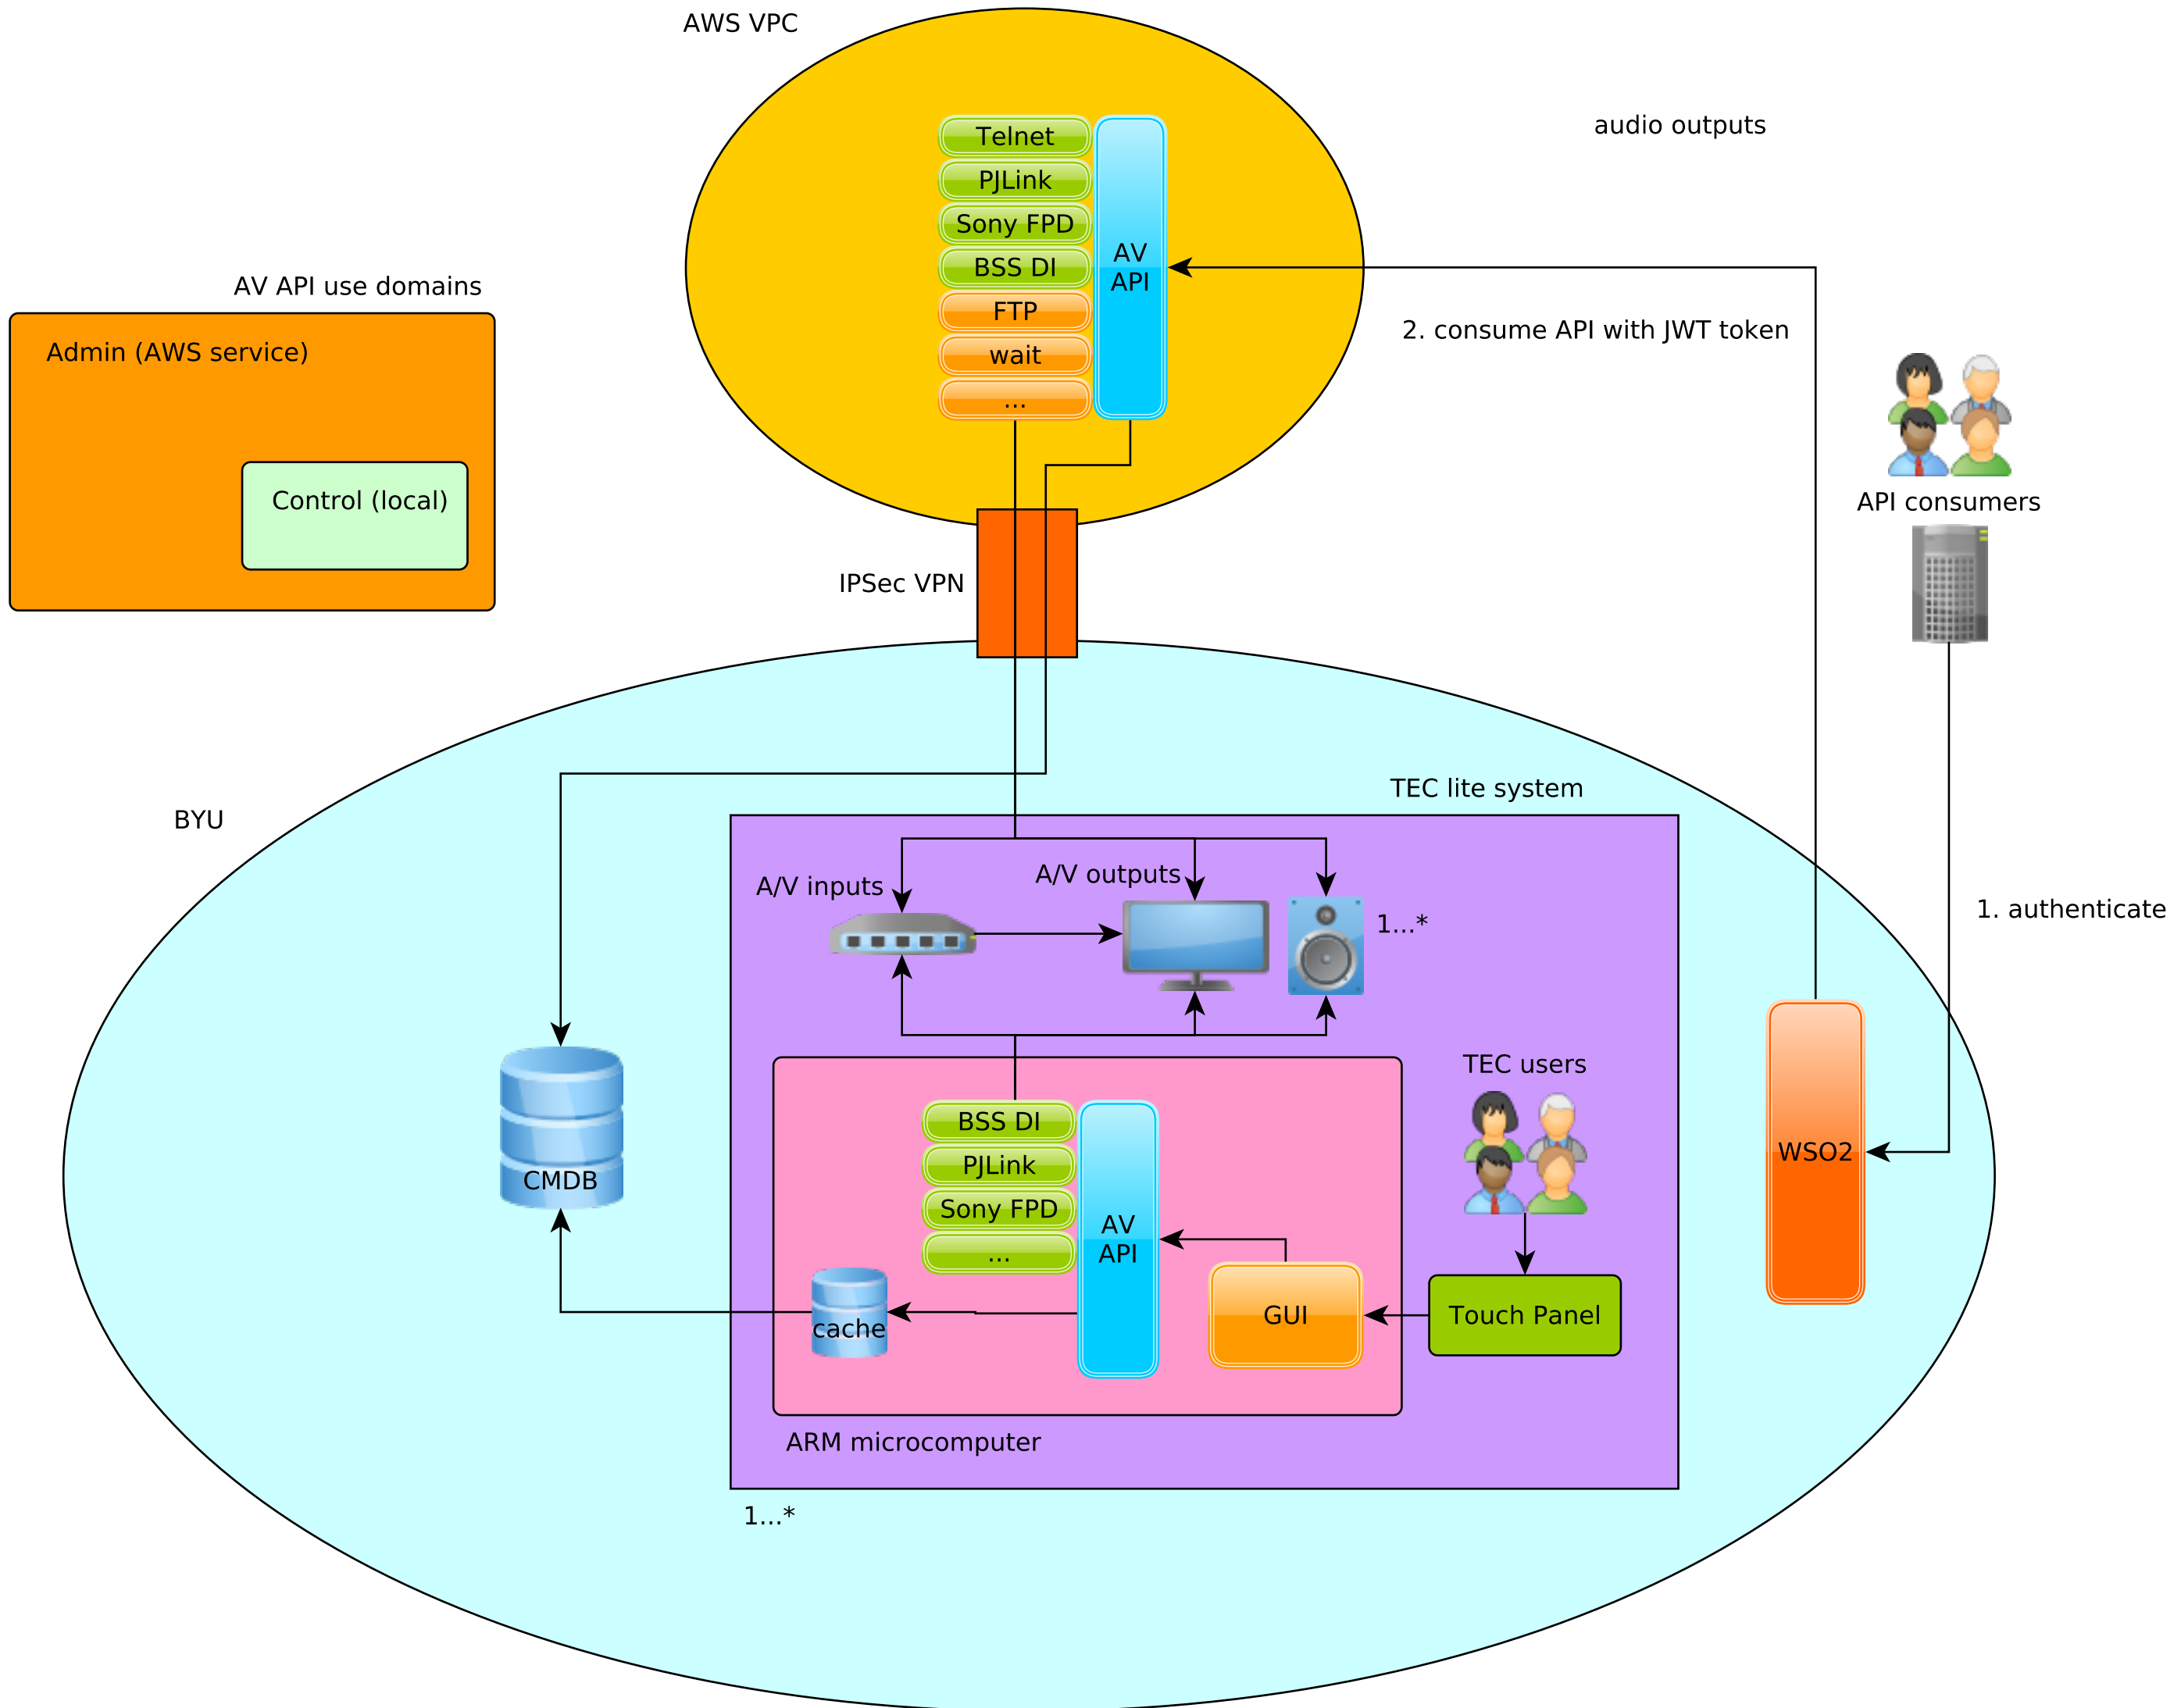 AWS VPC
Telnet
PJLink
Sony FPD
BSS DI
FTP
wait
...
AV
API
audio outputs
AV API use domains
Admin (AWS service)
Control (local)
2. consume API with JWT token
API consumers
IPSec VPN
BYU
TEC lite system
A/V inputs
A/V outputs
1...*
1. authenticate
CMDB
BSS DI
PJLink
Sony FPD
...
AV
API
cache
GUI
TEC users
Touch Panel
WSO2
ARM microcomputer
1...*